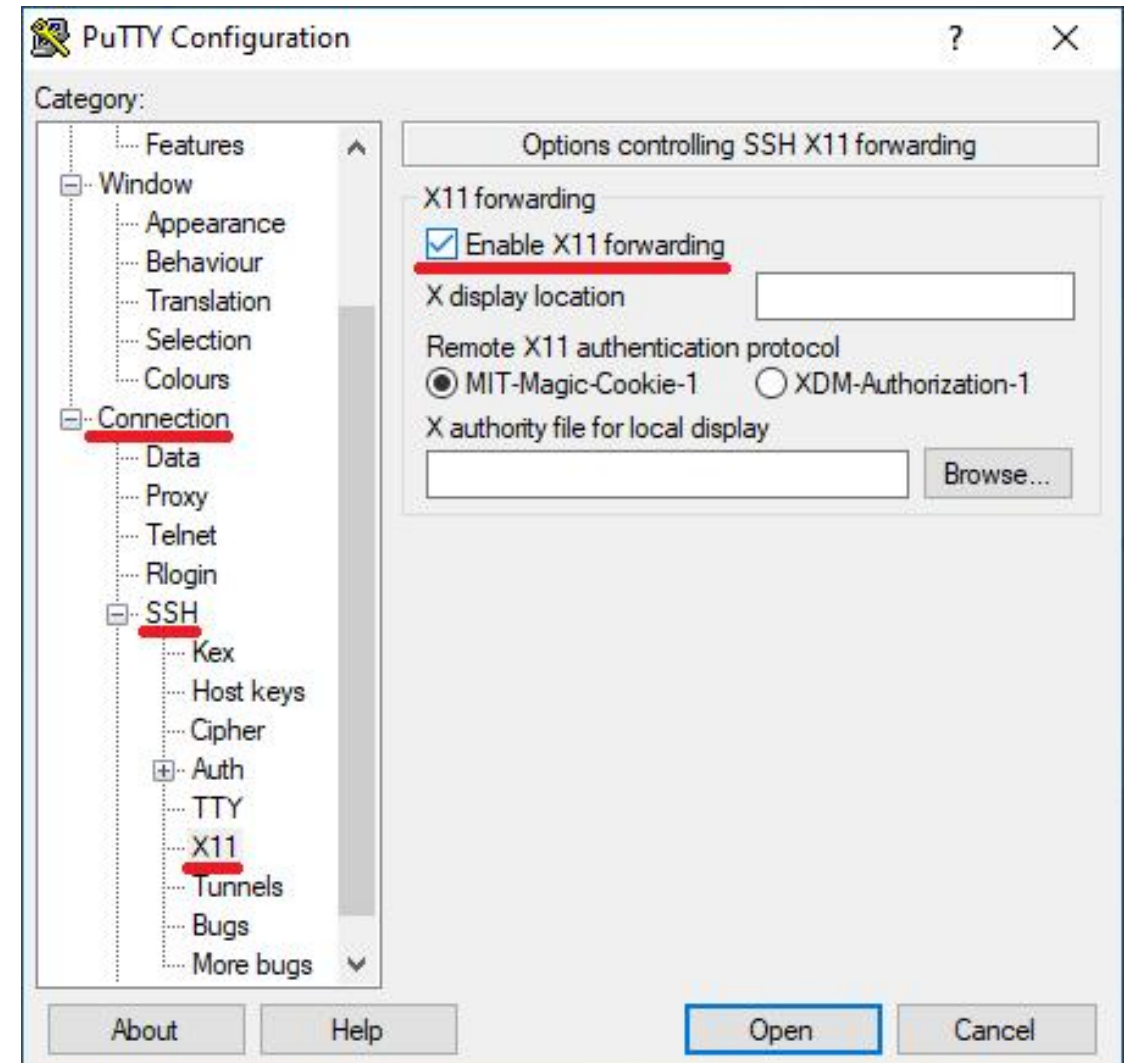 PuTTY Configuration
?
Category:
Features
Window
Appearance
Behaviour
Translation
Selection
Colours
Connection
Data
Proxy
Telnet
Rlogin
SSH
Kex
Host keys
Cipher
Auth
TTY
X11
Tunnels
Bugs
More bugs
Options controlling SSH X11 forwarding
X11 forwarding
Enable X11 forwarding
X display location
Remote X11 authentication protocol
MIT-Magic-Cookie-1 XDM-Authorization-1
X authority file for local display
Browse...
About Help Open Cancel